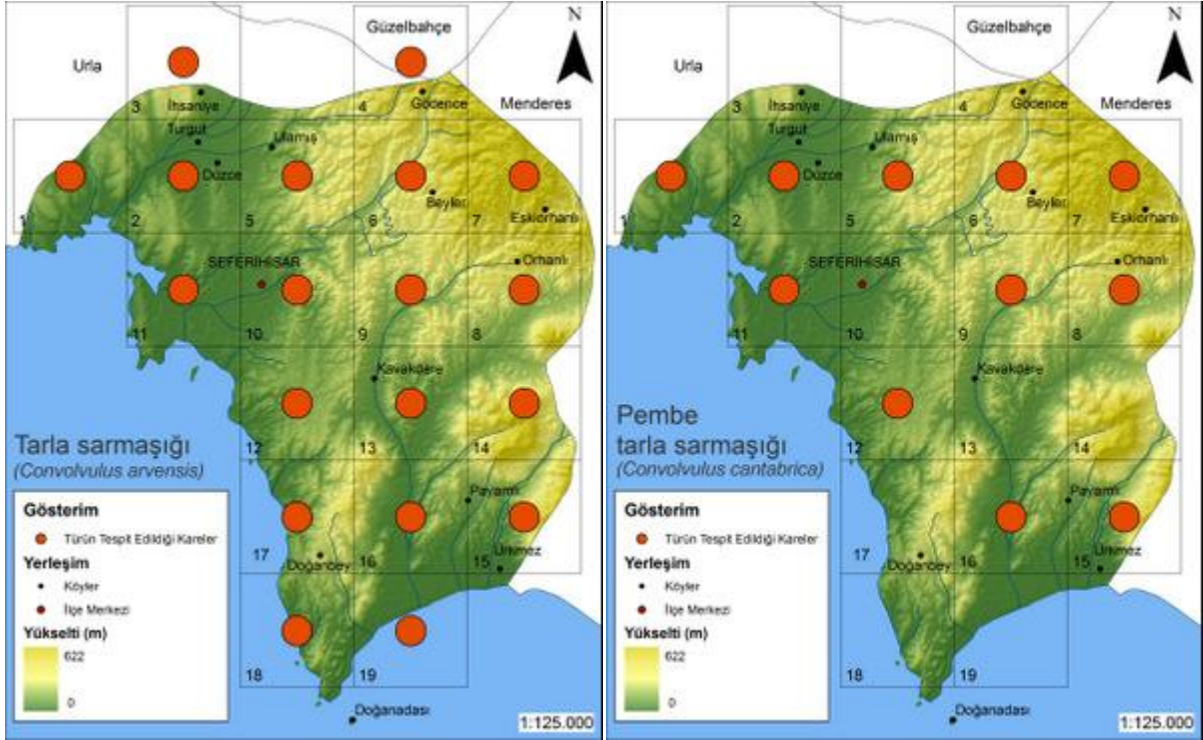 Güzelbahçe
N
Urla
3
4
İhsaniye
Gödence
Menderes
Turgut
Ulamış
Düzce
Beyler
1
2
5
6
7
Eskiorhanlı
SEFERİHİSAR
Orhanlı
11
10
9
8
Kavakdere
Tarla sarmaşığı
(Convolvulus arvensis)
12
13
14
Payamlı
Gösterim
Türün Tespit Edildiği Kareler
Yerleşim
17
Doğanbey
16
15
Ürkmez
Köyler
İlçe Merkezi
Yükselti (m)
622
0
18
19
Doğanadası
1:125.000
Güzelbahçe
N
Urla
3
4
İhsaniye
Gödence
Menderes
Turgut
Ulamış
Düzce
Beyler
1
2
5
6
7
Eskiorhanlı
SEFERİHİSAR
Orhanlı
11
10
9
8
Kavakdere
Pembe
tarla sarmaşığı
(Convolvulus cantabrica)
12
13
14
Payamlı
Gösterim
Türün Tespit Edildiği Kareler
Yerleşim
17
Doğanbey
16
15
Ürkmez
Köyler
İlçe Merkezi
Yükselti (m)
622
0
18
19
Doğanadası
1:125.000